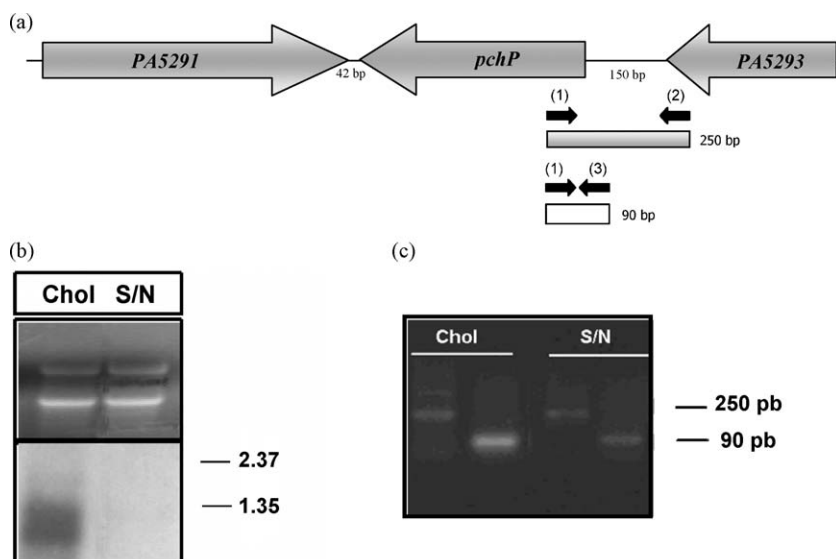 (a)
PA5291
42 bp
pchP
150 bp
PA5293
(1) (2)
250 bp
(1) (3)
90 bp
(b)
Chol S/N
2.37
1.35
(c)
Chol S/N
250 pb
90 pb